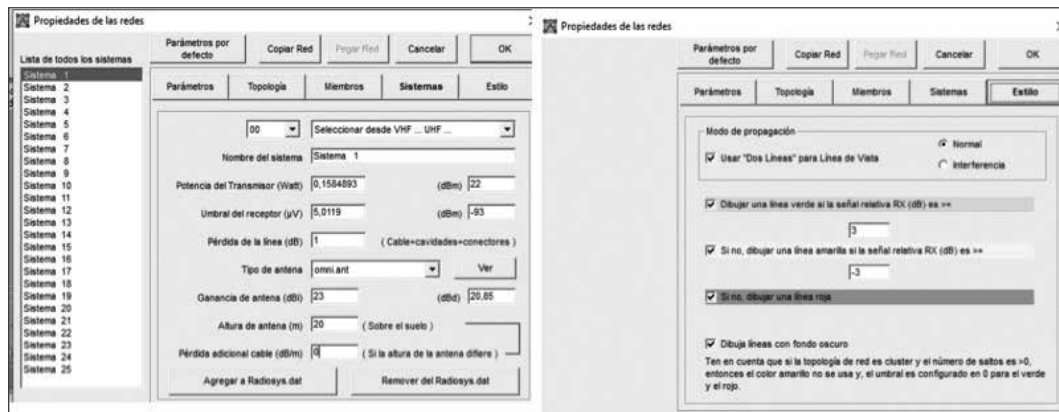 Propiedades de las redes
Lista de todos los sistemas
Sistema 1
Sistema 2
Sistema 3
Sistema 4
Sistema 5
Sistema 6
Sistema 7
Sistema 8
Sistema 9
Sistema 10
Sistema 11
Sistema 12
Sistema 13
Sistema 14
Sistema 15
Sistema 16
Sistema 17
Sistema 18
Sistema 19
Sistema 20
Sistema 21
Sistema 22
Sistema 23
Sistema 24
Sistema 25
Parámetros por defecto Copiar Red Pegar Red Cancelar OK
Parámetros Topología Miembros Sistemas Estilo
00 Seleccionar desde VHF ... UHF ...
Nombre del sistema Sistema 1
Potencia del Transmisor (Watt) 0,1584893 (dBm) 22
Umbral del receptor (µV) 5,0119 (dBm) -93
Pérdida de la línea (dB) 1 ( Cable+cavidades+conectores )
Tipo de antena omni.ant Ver
Ganancia de antena (dBi) 23 (dBd) 20,85
Altura de antena (m) 20 ( Sobre el suelo )
Pérdida adicional cable (dB/m) 0 ( Si la altura de la antena difiere )
Agregar a Radiosys.dat Remover del Radiosys.dat
Propiedades de las redes
Parámetros por defecto Copiar Red Pegar Red Cancelar OK
Parámetros Topología Miembros Sistemas Estilo
Modo de propagación
Usar "Dos Líneas" para Línea de Vista
Normal
Interferencia
Dibujar una línea verde si la señal relativa RX (dB) es >=
3
Si no, dibujar una línea amarilla si la señal relativa RX (dB) es >=
-3
Si no, dibujar una línea roja
Dibuja líneas con fondo oscuro
Ten en cuenta que si la topología de red es cluster y el número de saltos es >0,
entonces el color amarillo no se usa y, el umbral es configurado en 0 para el verde
y el rojo.